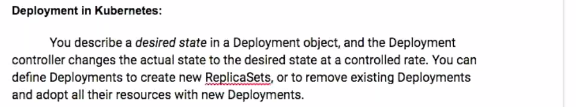 Deployment in Kubernetes:
You describe a desired state in a Deployment object, and the Deployment
controller changes the actual state to the desired state at a controlled rate. You can
define Deployments to create new ReplicaSets, or to remove existing Deployments
and adopt all their resources with new Deployments.